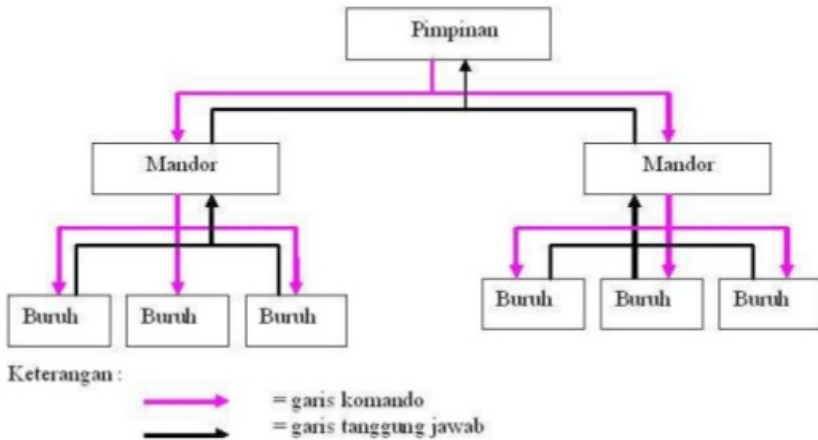 Pimpinan
Mandor
Mandor
Buruh
Buruh
Buruh
Buruh
Buruh
Buruh
Keterangan :
= garis komando
= garis tanggung jawab